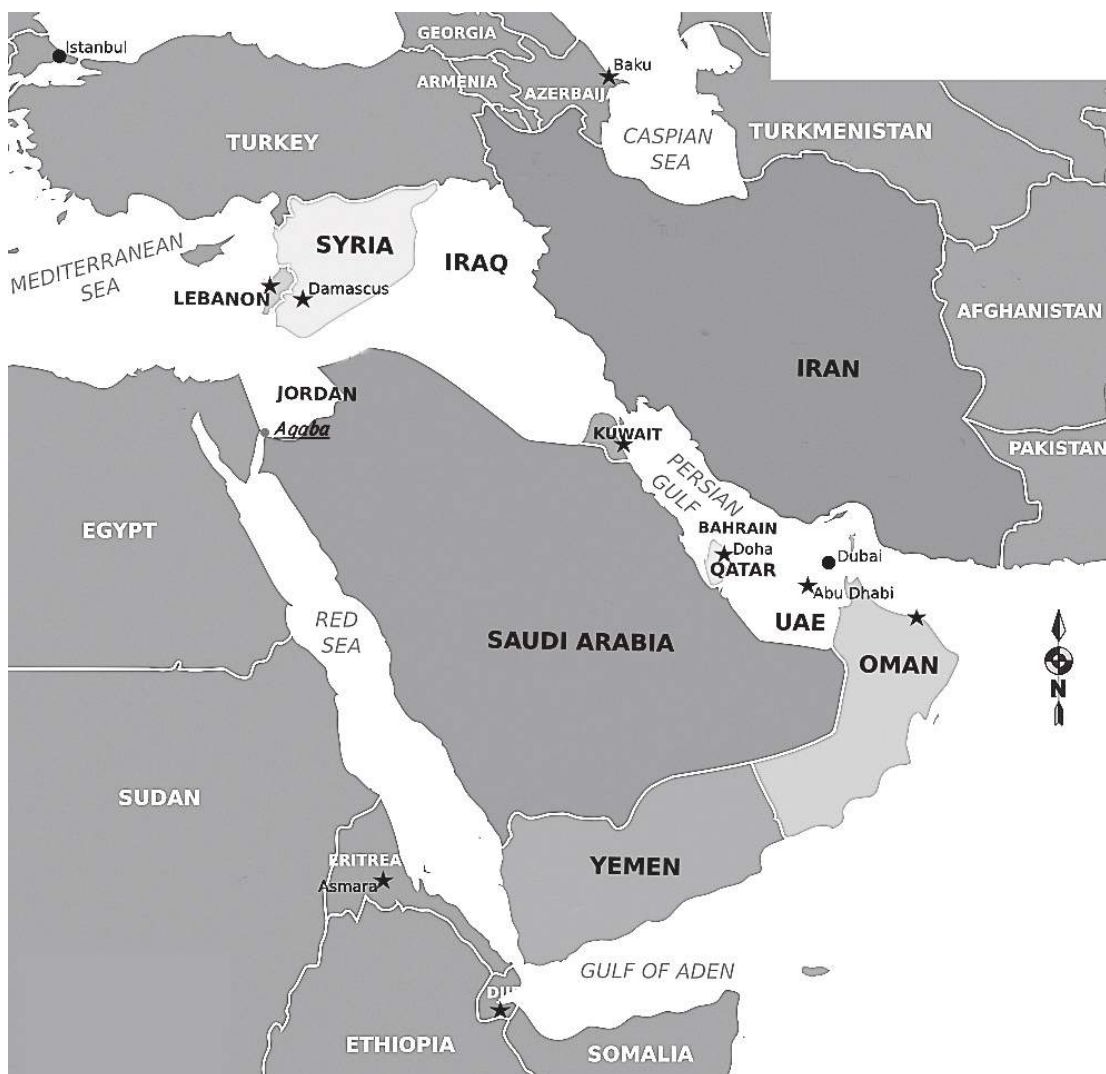 Istanbul
GEORGIA
Baku
ARMENIA
AZERBAIJA
TURKEY
CASPIAN
SEA
TURKMENISTAN
MEDITERRANEAN
SEA
SYRIA
IRAQ
LEBANON
Damascus
AFGHANISTAN
IRAN
JORDAN
Aqaba
KUWAIT
PAKISTAN
PERSIAN
GULF
EGYPT
BAHRAIN
Doha
QATAR
Dubai
Abu Dhabi
UAE
RED
SEA
SAUDI ARABIA
OMAN
N
SUDAN
ERITREA
Asmara
YEMEN
GULF OF ADEN
DJI
ETHIOPIA
SOMALIA